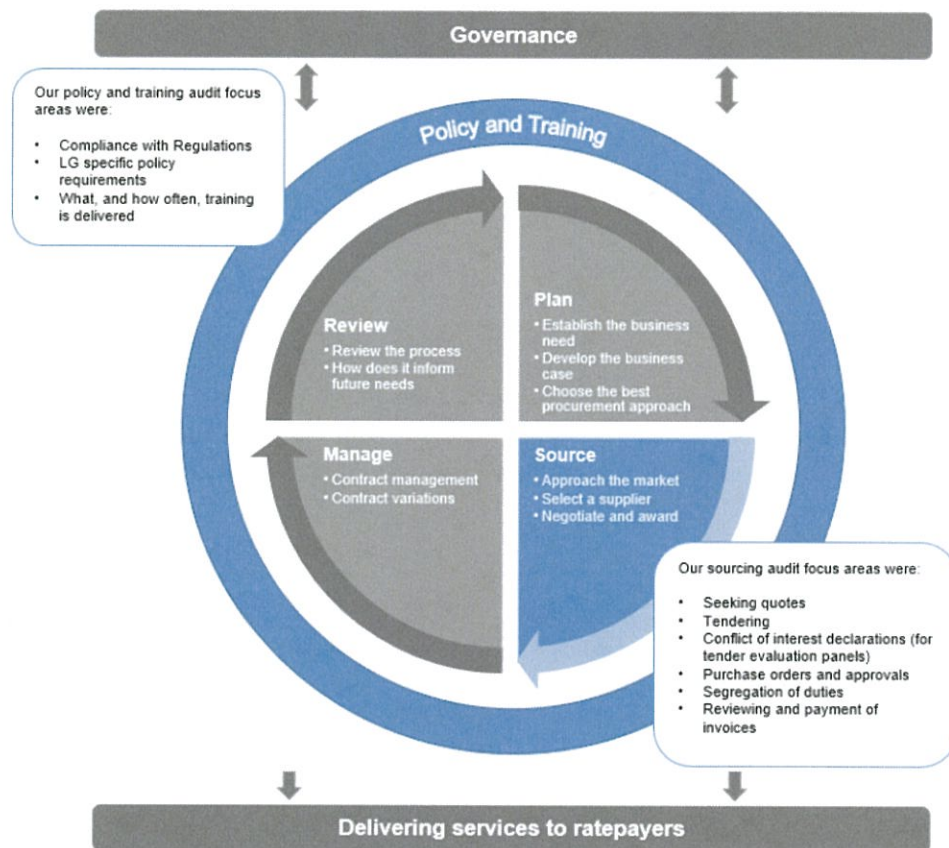 Governance
Our policy and training audit focus
areas were:
• Compliance with Regulations
• LG specific policy
requirements
• What, and how often, training
is delivered
Policy and Training
Review
• Review the process
• How does it inform
future needs
Plan
• Establish the business
need
• Develop the business
case
• Choose the best
procurement approach
Manage
• Contract management
• Contract variations
Source
• Approach the market
• Select a supplier
• Negotiate and award
Our sourcing audit focus areas were:
• Seeking quotes
• Tendering
• Conflict of interest declarations (for
tender evaluation panels)
• Purchase orders and approvals
• Segregation of duties
• Reviewing and payment of
invoices
Delivering services to ratepayers